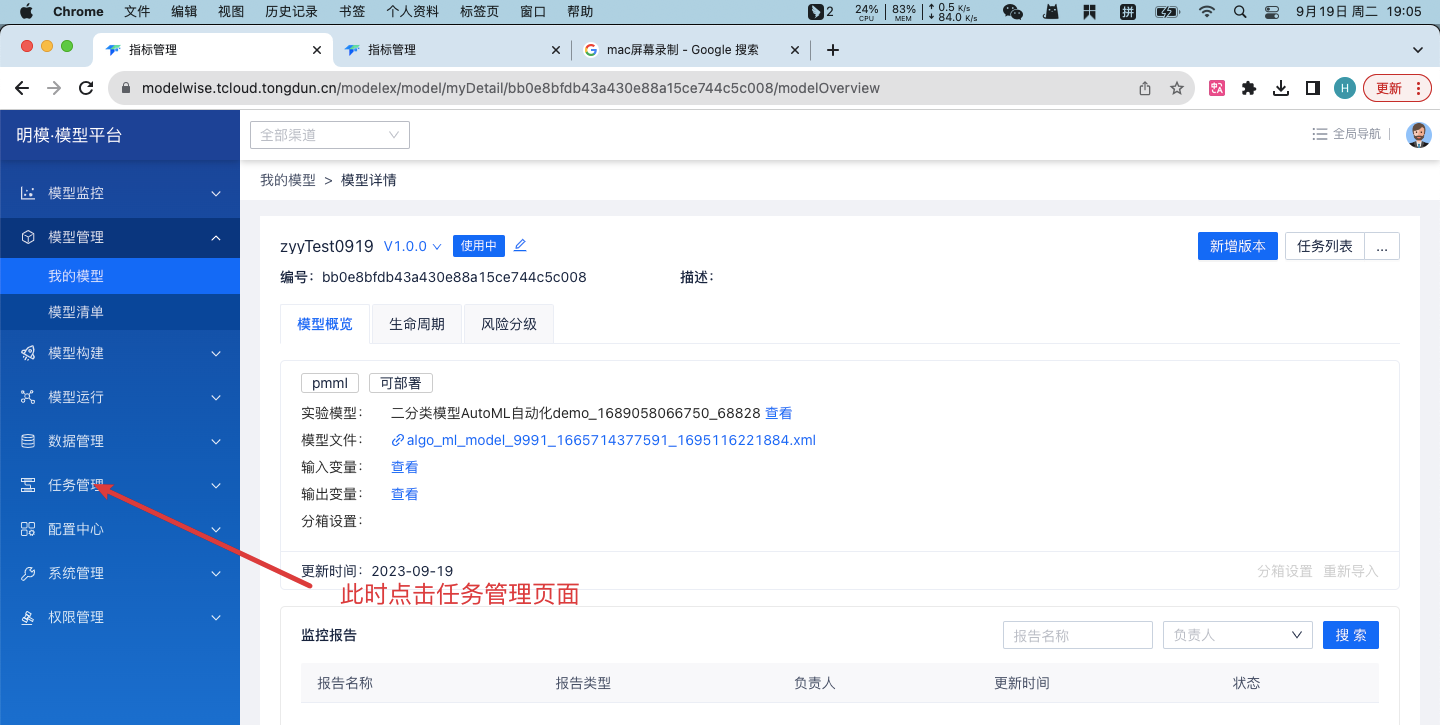 Chrome 文件 编辑 视图 历史记录 书签 个人资料 标签页 窗口 帮助 2 24% CPU 83% MEM ↑ 0.5 K/s ↓ 84.0 K/s 拼 9月19日 周二 19:05
指标管理 指标管理 mac屏幕录制 - Google 搜索
modelwise.tcloud.tongdun.cn/modelex/model/myDetail/bb0e8bfdb43a430e88a15ce744c5c008/modelOverview H 更新
明模·模型平台
全部渠道
全局导航
模型监控
模型管理
我的模型
模型清单
模型构建
模型运行
数据管理
任务管理
配置中心
系统管理
权限管理
我的模型 > 模型详情
zyyTest0919 V1.0.0 使用中 新增版本 任务列表 ...
编号：bb0e8bfdb43a430e88a15ce744c5c008 描述：
模型概览 生命周期 风险分级
pmml 可部署
实验模型： 二分类模型AutoML自动化demo_1689058066750_68828 查看
模型文件： algo_ml_model_9991_1665714377591_1695116221884.xml
输入变量： 查看
输出变量： 查看
分箱设置：
更新时间：2023-09-19 分箱设置 重新导入
此时点击任务管理页面
监控报告 报告名称 负责人 搜 索
报告名称 报告类型 负责人 更新时间 状态